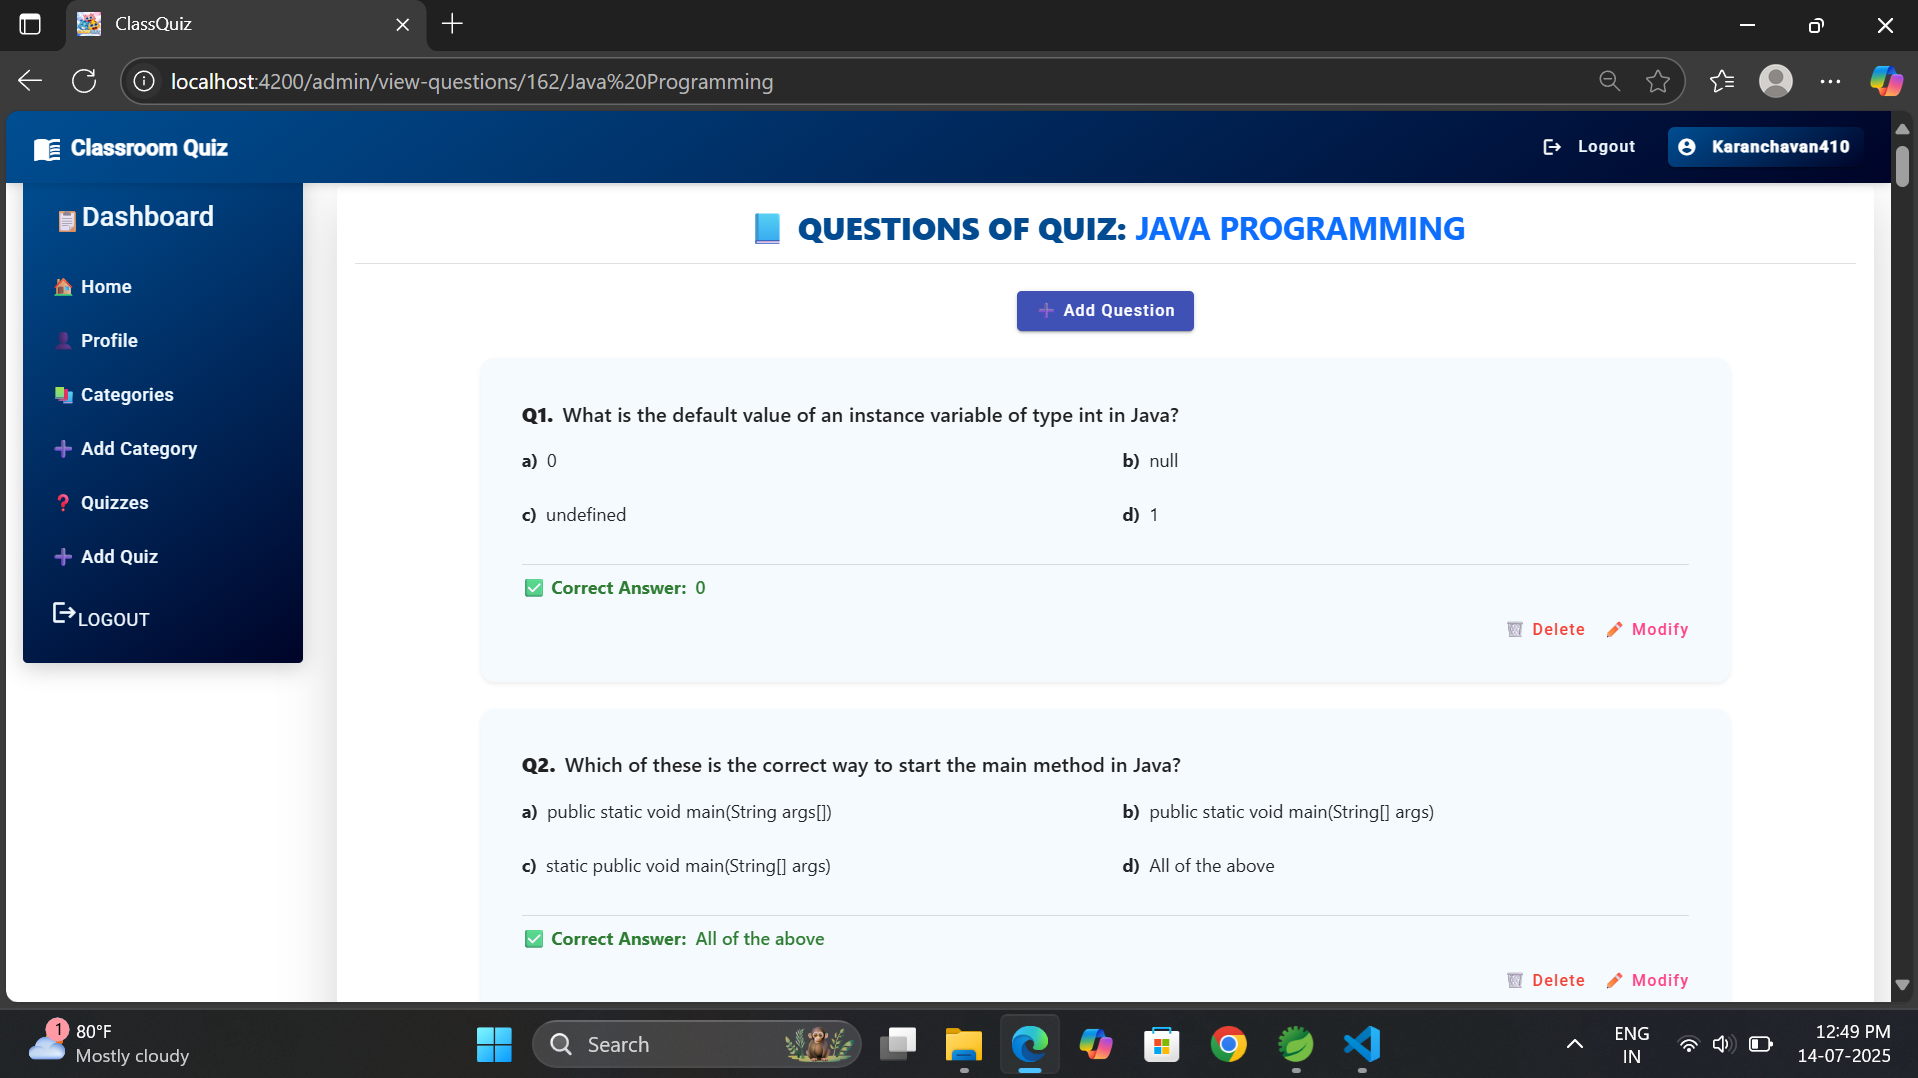 ClassQuiz
localhost:4200/admin/view-questions/162/Java%20Programming
Classroom Quiz
Logout
Karanchavan410
Dashboard
Home
Profile
Categories
Add Category
Quizzes
Add Quiz
LOGOUT
QUESTIONS OF QUIZ: JAVA PROGRAMMING
Add Question
Q1. What is the default value of an instance variable of type int in Java?
a) 0
b) null
c) undefined
d) 1
Correct Answer: 0
Delete
Modify
Q2. Which of these is the correct way to start the main method in Java?
a) public static void main(String args[])
b) public static void main(String[] args)
c) static public void main(String[] args)
d) All of the above
Correct Answer: All of the above
Delete
Modify
1
80°F
Mostly cloudy
Search
ENG
IN
12:49 PM
14-07-2025